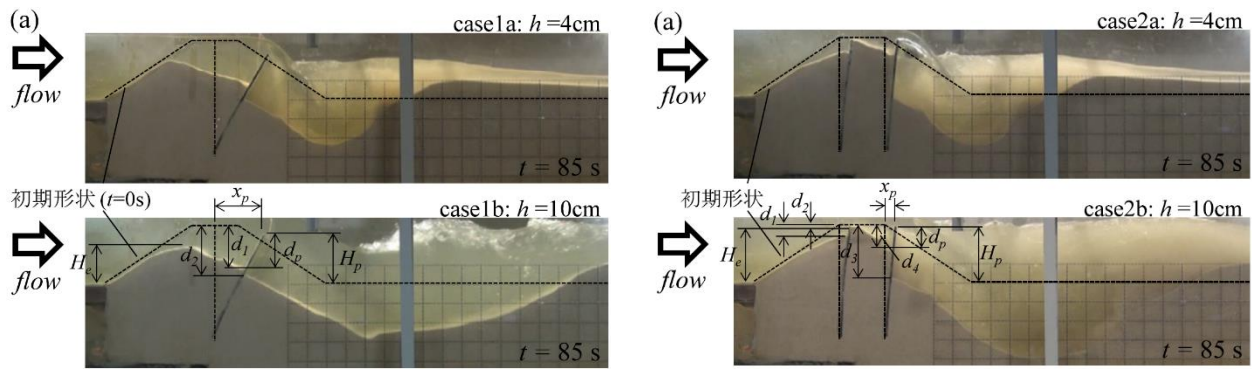 (a)
case1a: h =4cm
flow
t = 85 s
初期形状 (t=0s)
x_p
case1b: h =10cm
H_e
d_2
d_1
d_p
H_p
flow
t = 85 s
(a)
case2a: h =4cm
flow
t = 85 s
初期形状
x_p
case2b: h =10cm
d_1
d_2
H_e
d_3
d_4
d_p
H_p
flow
t = 85 s